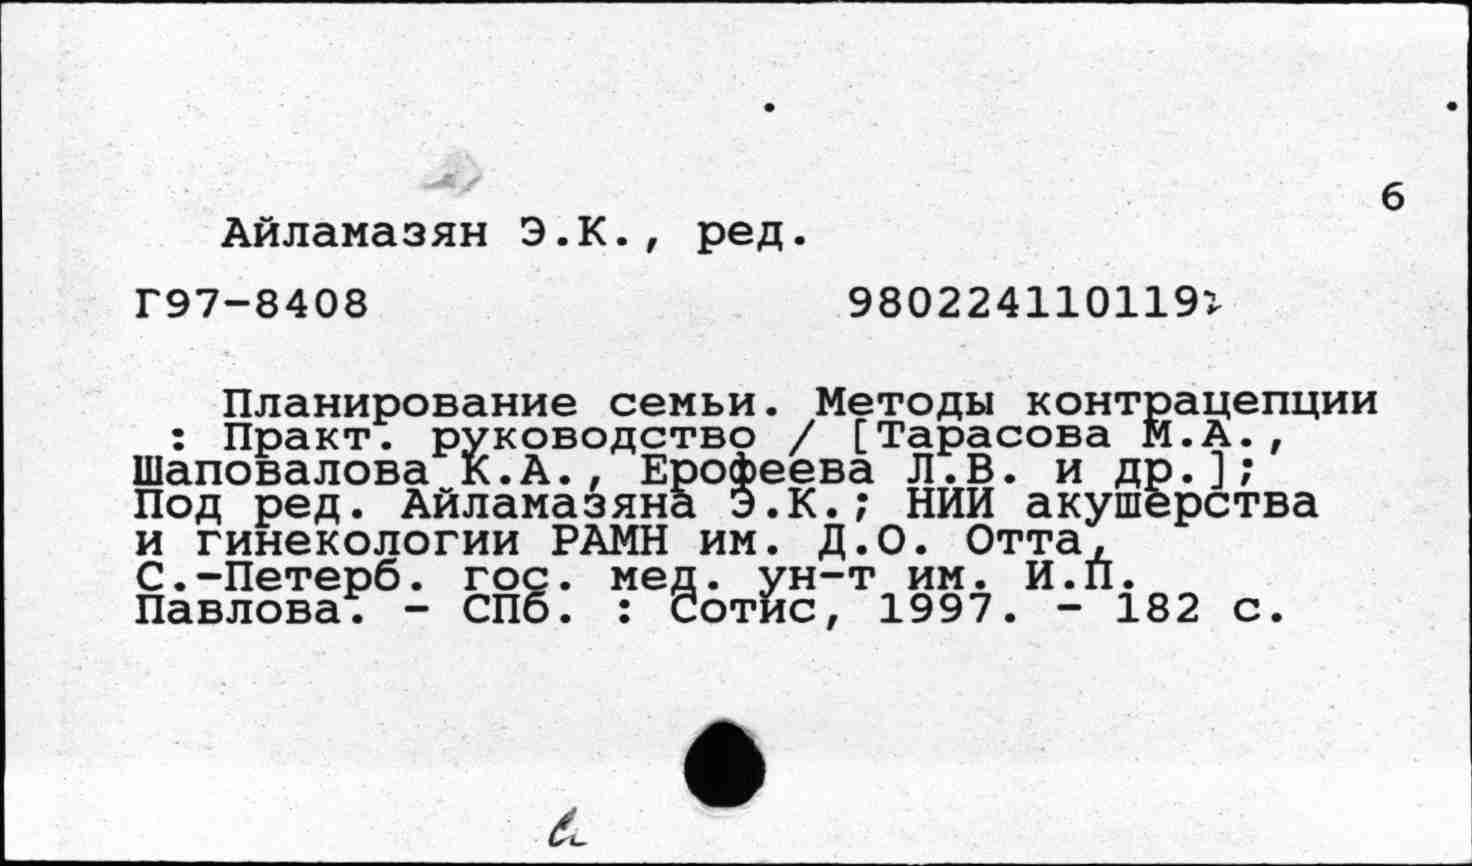 6
Айламазян Э.К., ред.
Г97-8408 980224110119
Планирование семьи. Методы контрацепции
: Практ. руководство / [Тарасова М.А.,
Шаповалова К.А., Ерофеева Л.В. и др.];
Под ред. Айламазяна Э.К.; НИИ акушерства
и гинекологии РАМН им. Д.О. Отта,
С.-Петерб. гос. мед. ун-т им. И.П.
Павлова. - СПб. : Сотис, 1997. - 182 с.